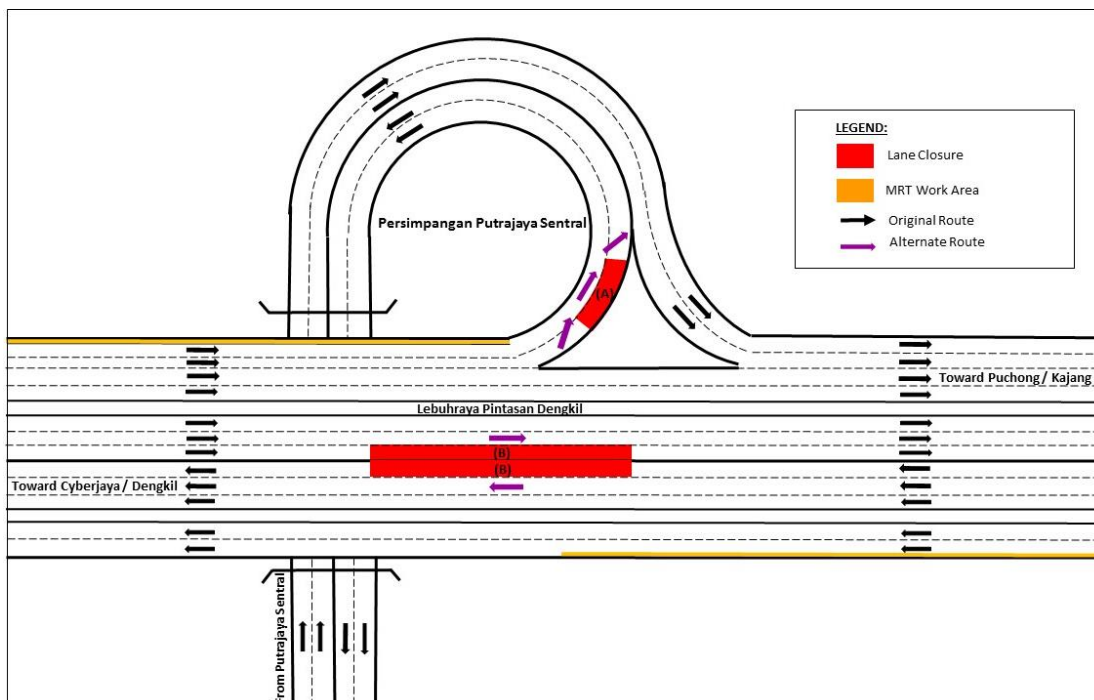 LEGEND:
Lane Closure
MRT Work Area
Original Route
Alternate Route
Persimpangan Putrajaya Sentral
(A)
Toward Puchong / Kajang
Lebuhraya Pintasan Dengkil
(B)
(B)
Toward Cyberjaya / Dengkil
From Putrajaya Sentral